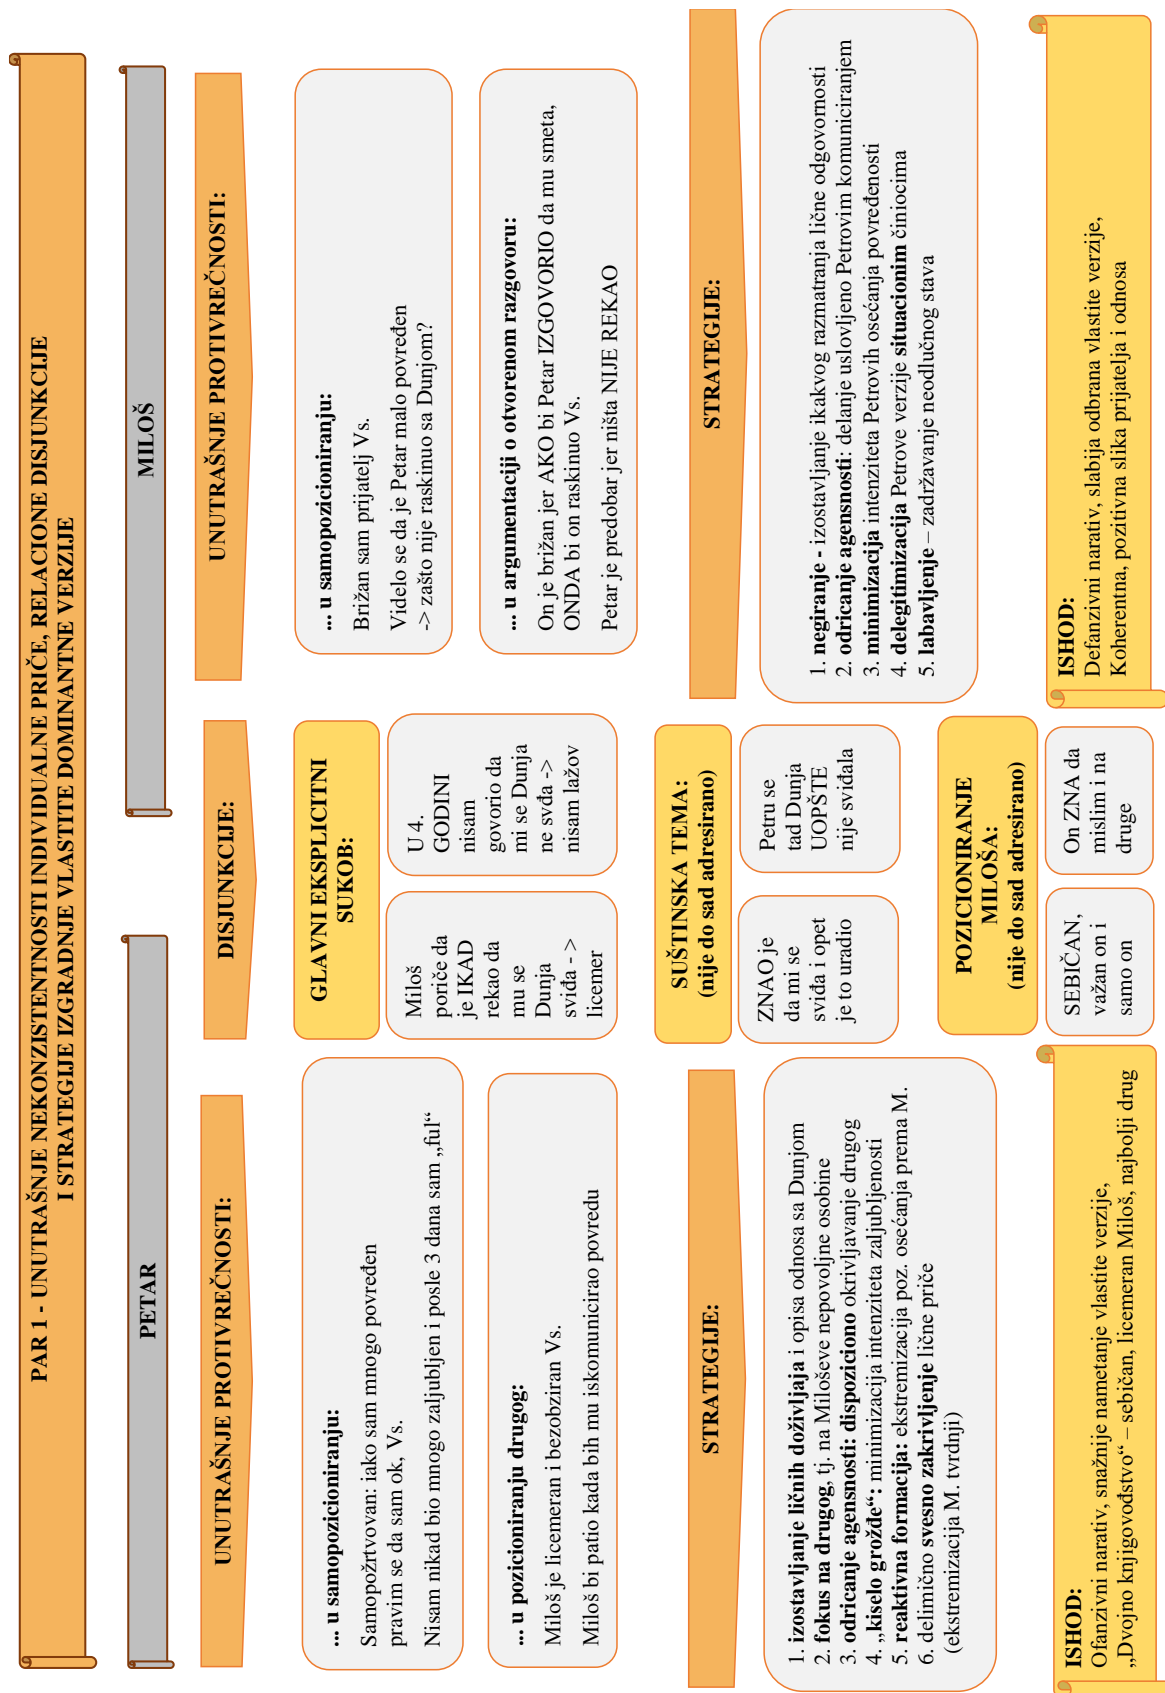 PAR 1 - UNUTRAŠNJE NEKONZISTENTNOSTI INDIVIDUALNE PRIČE, RELACIONE DISJUNKCIJE
I STRATEGIJE IZGRADNJE VLASTITE DOMINANTNE VERZIJE
PETAR
UNUTRAŠNJE PROTIVREČNOSTI:
... u samopozicioniranju:
Samopožrtvovan: iako sam mnogo povređen
pravim se da sam ok, Vs.
Nisam nikad bio mnogo zaljubljen i posle 3 dana sam „ful“
... u pozicioniranju drugog:
Miloš je licemeran i bezobziran Vs.
Miloš bi patio kada bih mu iskomunicirao povredu
STRATEGIJE:
1. izostavljanje ličnih doživljaja i opisa odnosa sa Dunjom
2. fokus na drugog, tj. na Miloševe nepovoljne osobine
3. odricanje agensnosti: dispoziciono okrivljavanje drugog
4. „kiselo grožđe“: minimizacija intenziteta zaljubljenosti
5. reaktivna formacija: ekstremizacija poz. osećanja prema M.
6. delimično svesno zakrivljenje lične priče
(ekstremizacija M. tvrdnji)
ISHOD:
Ofanzivni narativ, snažnije nametanje vlastite verzije,
„Dvojno knjigovodstvo“ – sebičan, licemeran Miloš, najbolji drug
DISJUNKCIJE:
GLAVNI EKSPLICITNI
SUKOB:
Miloš
poriče da
je IKAD
rekao da
mu se
Dunja
sviđa - >
licemer
U 4.
GODINI
nisam
govorio da
mi se Dunja
ne svđa ->
nisam lažov
SUŠTINSKA TEMA:
(nije do sad adresirano)
ZNAO je
da mi se
sviđa i opet
je to uradio
Petru se
tad Dunja
UOPŠTE
nije sviđala
POZICIONIRANJE
MILOŠA:
(nije do sad adresirano)
SEBIČAN,
važan on i
samo on
On ZNA da
mislim i na
druge
MILOŠ
UNUTRAŠNJE PROTIVREČNOSTI:
... u samopozicioniranju:
Brižan sam prijatelj Vs.
Videlo se da je Petar malo povređen
-> zašto nije raskinuo sa Dunjom?
... u argumentaciji o otvorenom razgovoru:
On je brižan jer AKO bi Petar IZGOVORIO da mu smeta,
ONDA bi on raskinuo Vs.
Petar je predobar jer ništa NIJE REKAO
STRATEGIJE:
1. negiranje - izostavljanje ikakvog razmatranja lične odgovornosti
2. odricanje agensnosti: delanje uslovljeno Petrovim komuniciranjem
3. minimizacija intenziteta Petrovih osećanja povređenosti
4. delegitimizacija Petrove verzije situacionim činiocima
5. labavljenje – zadržavanje neodlučnog stava
ISHOD:
Defanzivni narativ, slabija odbrana vlastite verzije,
Koherentna, pozitivna slika prijatelja i odnosa